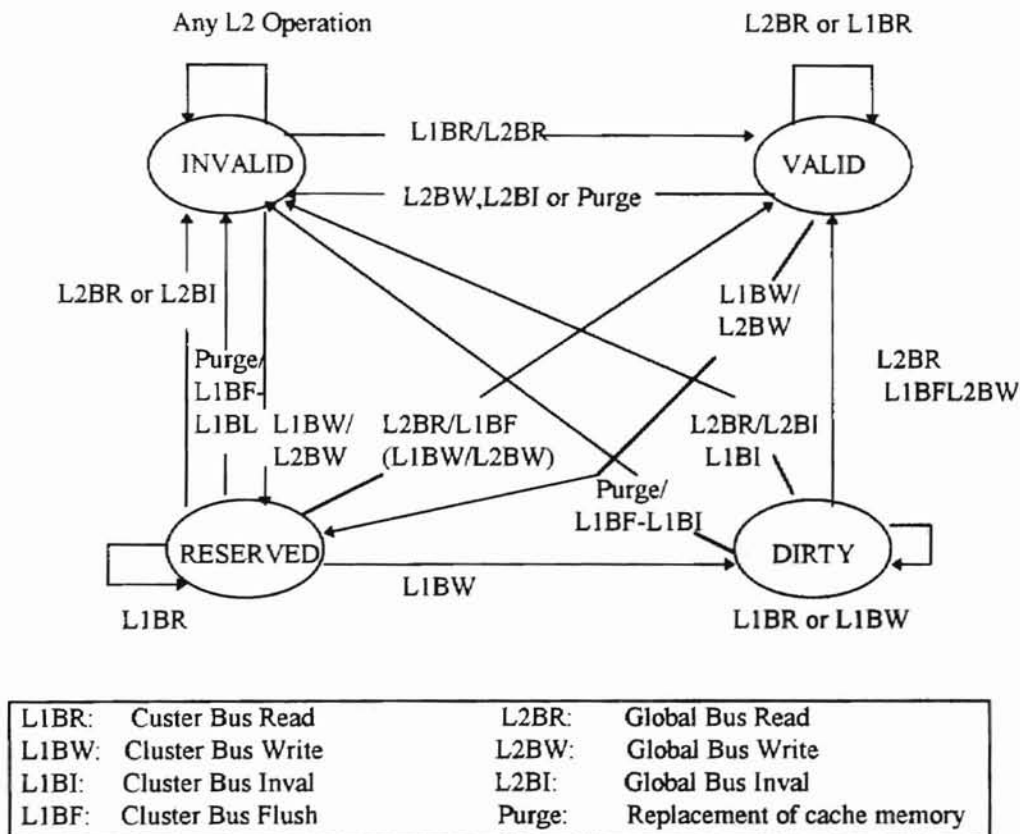 Any L2 Operation
L2BR or L1BR
INVALID
L1BR/L2BR
VALID
L2BW,L2BI or Purge
L2BR or L2BI
L1BW/
L2BW
Purge/
L1BF-
L1BL
L1BW/
L2BW
L2BR/L1BF
(L1BW/L2BW)
L2BR/L2BI
L1BI
L2BR
L1BFL2BW
Purge/
L1BF-L1BI
RESERVED
DIRTY
L1BW
L1BR
L1BR or L1BW
L1BR: Custer Bus Read L2BR: Global Bus Read
L1BW: Cluster Bus Write L2BW: Global Bus Write
L1BI: Cluster Bus Inval L2BI: Global Bus Inval
L1BF: Cluster Bus Flush Purge: Replacement of cache memory